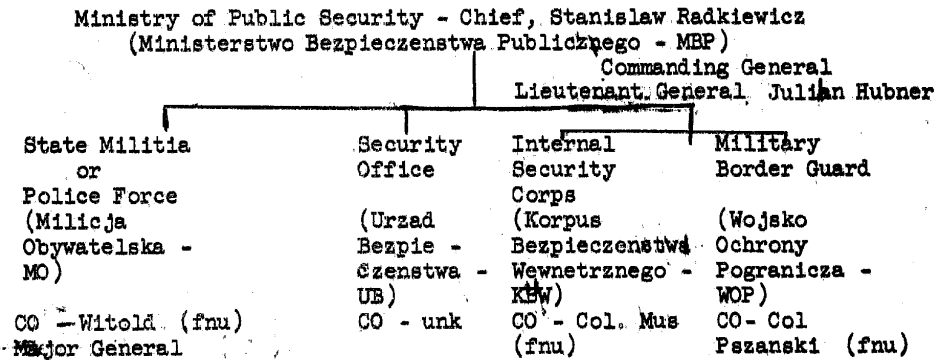 Ministry of Public Security - Chief, Stanislaw Radkiewicz
(Ministerstwo Bezpieczenstwa Publicznego - MBP)
Commanding General
Lieutenant General Julian Hubner
State Militia
or
Police Force
(Milicja
Obywatelska -
MO)
CO - Witold (fnu)
Major General
Security
Office
(Urzad
Bezpie -
czenstwa -
UB)
CO - unk
Internal
Security
Corps
(Korpus
Bezpieczenstwa
Wewnetrznego -
KBW)
CO - Col. Mus
(fnu)
Military
Border Guard
(Wojsko
Ochrony
Pogranicza -
WOP)
CO- Col
Pszanski (fnu)